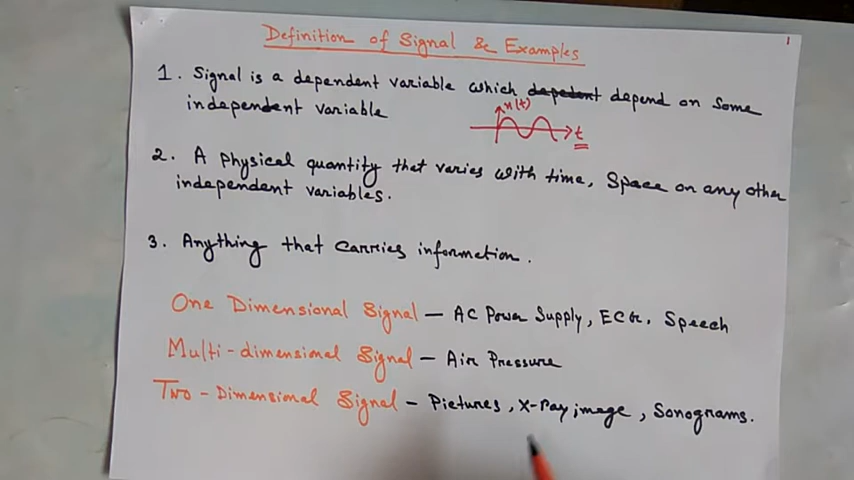 Definition of Signal & Examples
1
1. Signal is a dependent variable which depedent depend on some
independent variable
x(t)
t
2. A Physical quantity that varies with time, Space or any other
independent variables.
3. Anything that carries information.
One Dimensional Signal – AC Power Supply, ECG, Speech
Multi-dimensional Signal – Air Pressure
Two-Dimensional Signal – Pictures, X-Ray image, Sonograms.